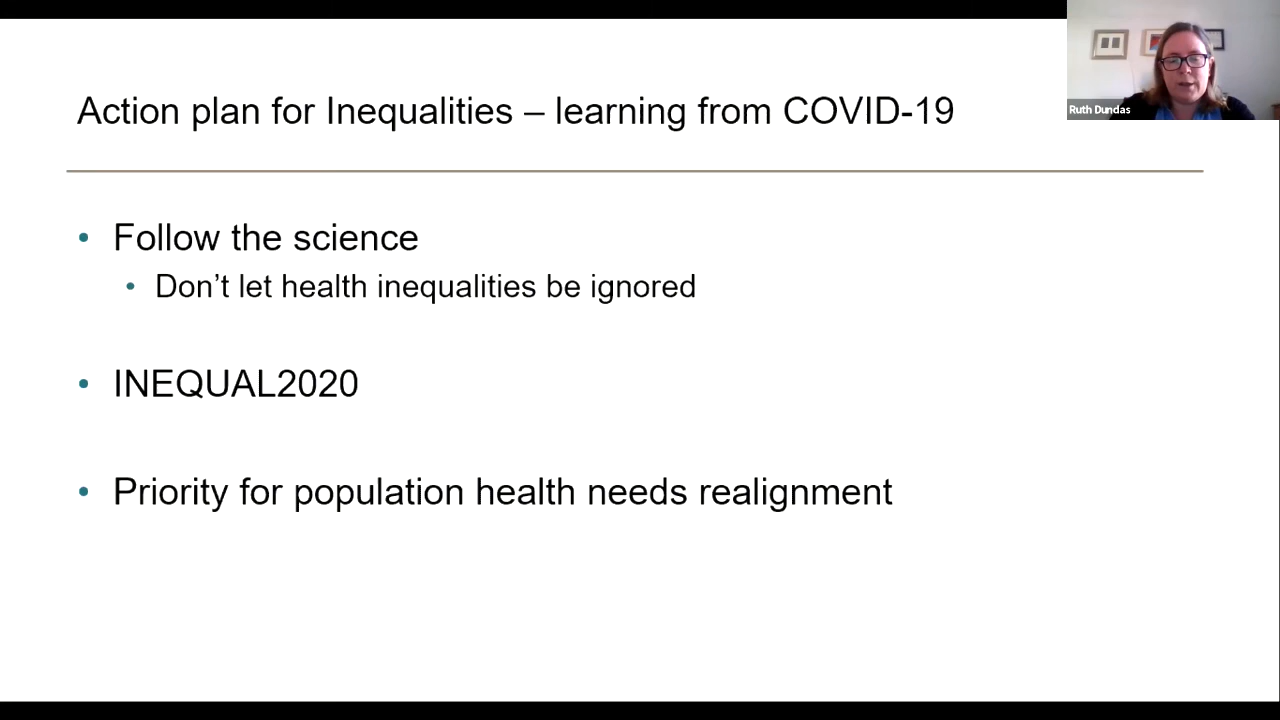 Action plan for Inequalities – learning from COVID-19
Ruth Dundas
• Follow the science
• Don’t let health inequalities be ignored
• INEQUAL2020
• Priority for population health needs realignment